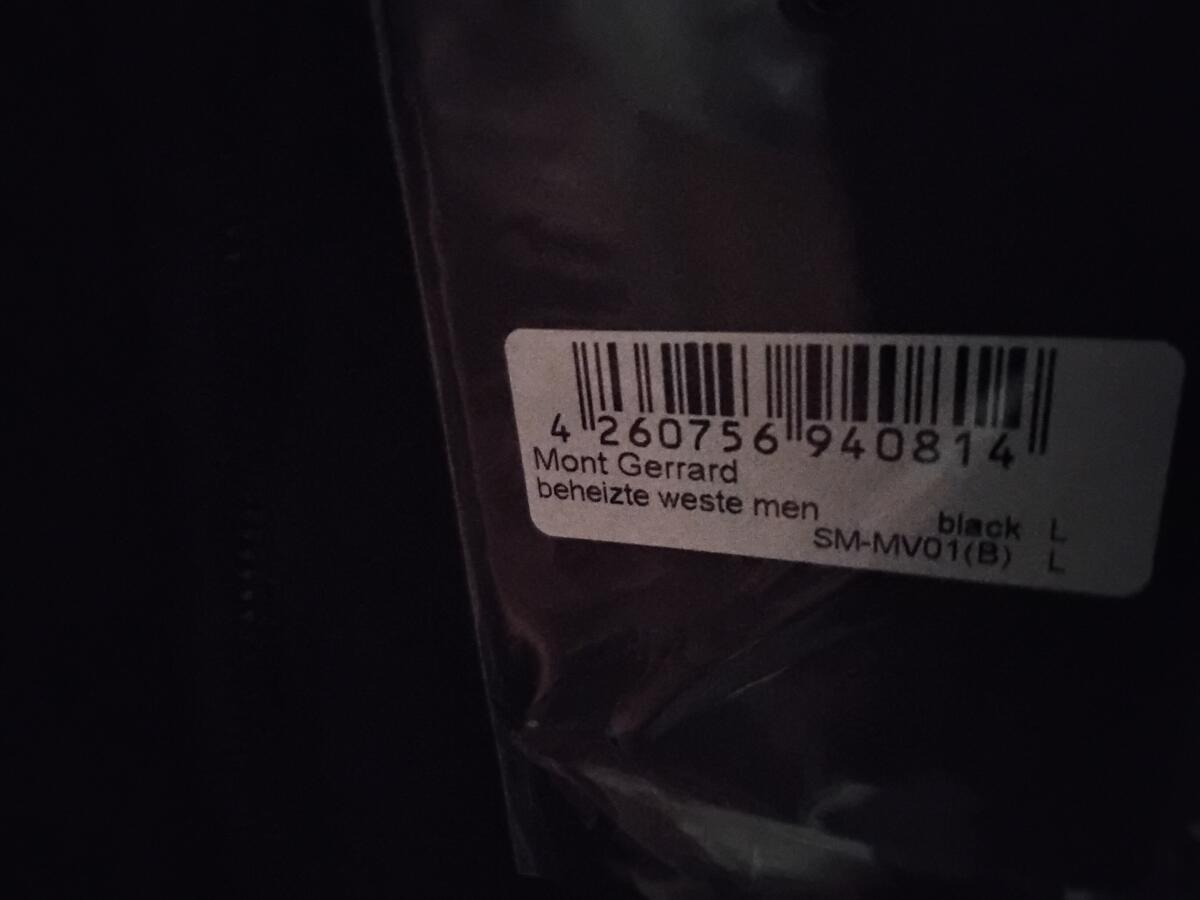 4 260756 940814
Mont Gerrard
beheizte weste men
black L
SM-MV01(B) L